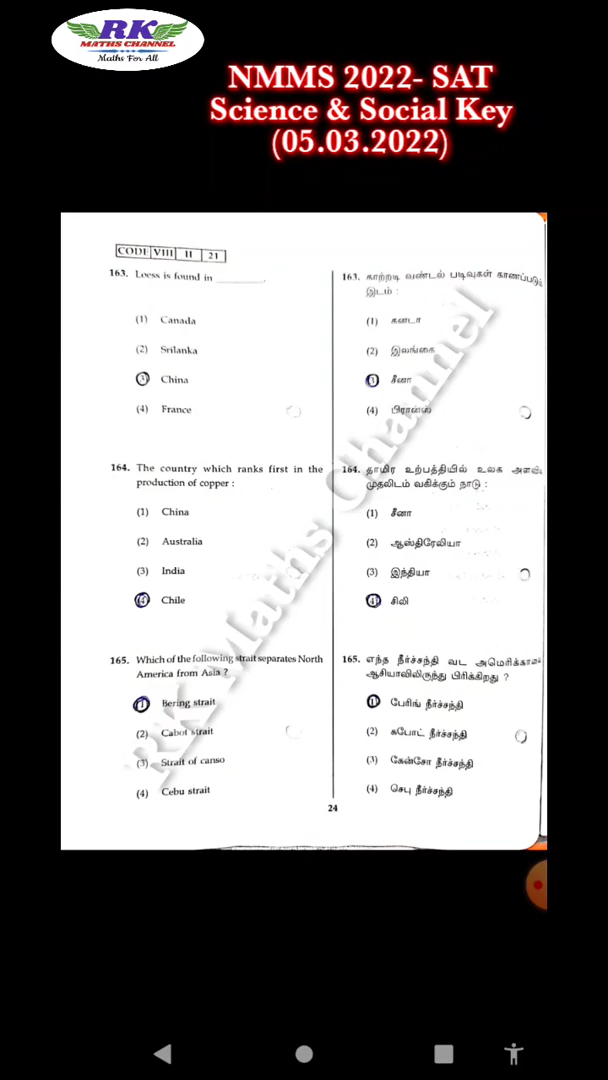 RK
MATHS CHANNEL
Maths For All
NMMS 2022- SAT
Science & Social Key
(05.03.2022)
CODE VIII II 21
163. Loess is found in ________.
(1) Canada
(2) Srilanka
(3) China
(4) France
164. The country which ranks first in the
production of copper :
(1) China
(2) Australia
(3) India
(4) Chile
165. Which of the following strait separates North
America from Asia ?
(1) Bering strait
(2) Cabot strait
(3) Strait of canso
(4) Cebu strait
163. காற்றடி வண்டல் படிவுகள் காணப்படு
இடம் :
(1) கனடா
(2) இலங்கை
(3) சீனா
(4) பிரான்ஸ்
164. தாமிர உற்பத்தியில் உலக அளவி
முதலிடம் வகிக்கும் நாடு :
(1) சீனா
(2) ஆஸ்திரேலியா
(3) இந்தியா
(4) சிலி
165. எந்த நீர்ச்சந்தி வட அமெரிக்காவை
ஆசியாவிலிருந்து பிரிக்கிறது ?
(1) பேரிங் நீர்ச்சந்தி
(2) கபோட் நீர்ச்சந்தி
(3) கேன்சோ நீர்ச்சந்தி
(4) செபு நீர்ச்சந்தி
24
RK Maths Channel